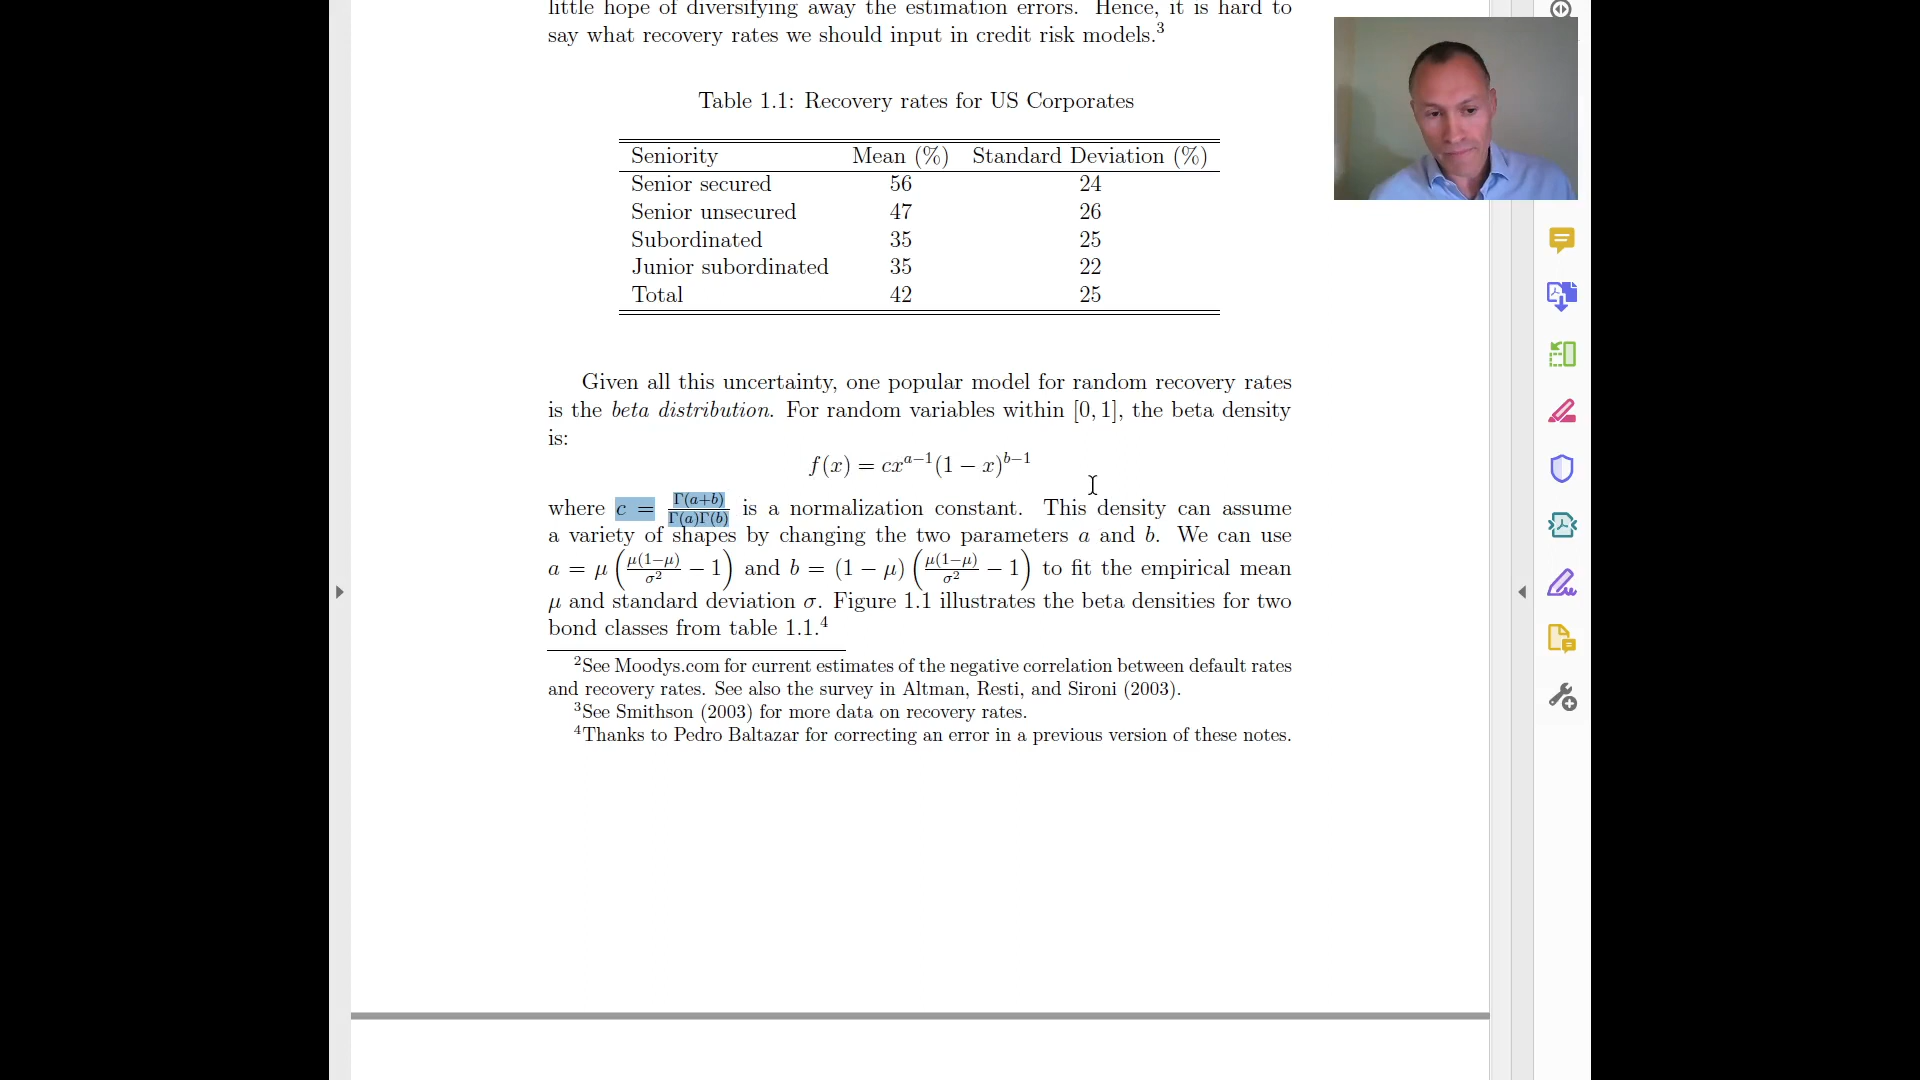 little hope of diversifying away the estimation errors. Hence, it is hard to
say what recovery rates we should input in credit risk models.³
Table 1.1: Recovery rates for US Corporates
Seniority Mean (%) Standard Deviation (%)
Senior secured 56 24
Senior unsecured 47 26
Subordinated 35 25
Junior subordinated 35 22
Total 42 25
Given all this uncertainty, one popular model for random recovery rates
is the beta distribution. For random variables within [0, 1], the beta density
is:
f(x) = cx^{a−1}(1 − x)^{b−1}
where c = \frac{Γ(a+b)}{Γ(a)Γ(b)} is a normalization constant. This density can assume
a variety of shapes by changing the two parameters a and b. We can use
a = μ(\frac{μ(1−μ)}{σ²} − 1) and b = (1 − μ)(\frac{μ(1−μ)}{σ²} − 1) to fit the empirical mean
μ and standard deviation σ. Figure 1.1 illustrates the beta densities for two
bond classes from table 1.1.⁴
²See Moodys.com for current estimates of the negative correlation between default rates
and recovery rates. See also the survey in Altman, Resti, and Sironi (2003).
³See Smithson (2003) for more data on recovery rates.
⁴Thanks to Pedro Baltazar for correcting an error in a previous version of these notes.